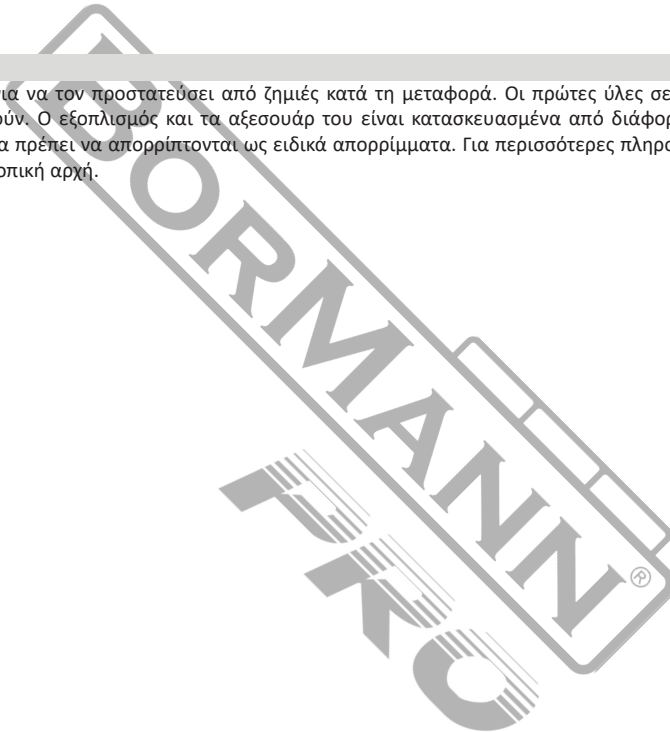 για να τον προστατεύσει από ζημιές κατά τη μεταφορά. Οι πρώτες ύλες σε
ούν. Ο εξοπλισμός και τα αξεσουάρ του είναι κατασκευασμένα από διάφορ
α πρέπει να απορρίπτονται ως ειδικά απορρίμματα. Για περισσότερες πληρο
οπική αρχή.
BORMANN®
PRO